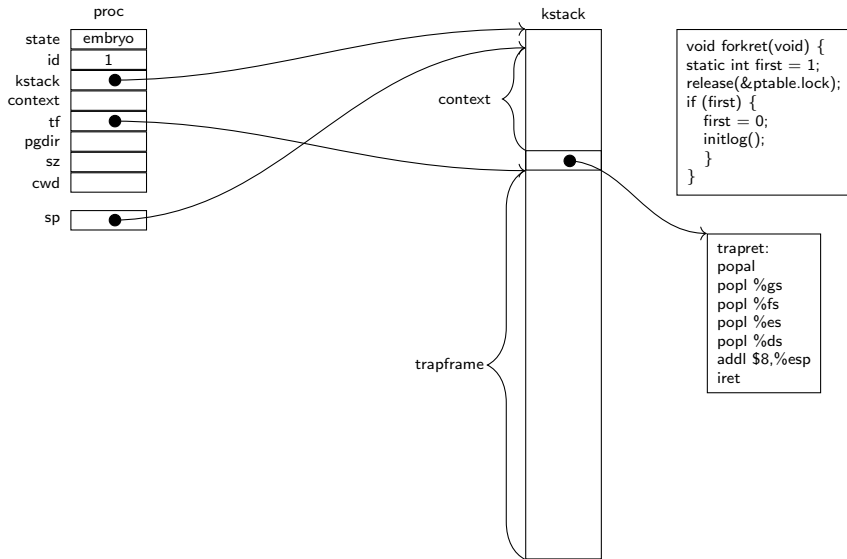 proc
state embryo
id 1
kstack
context
tf
pgdir
sz
cwd
sp
kstack
context
trapframe
void forkret(void) {
static int first = 1;
release(&ptable.lock);
if (first) {
first = 0;
initlog();
}
}
trapret:
popal
popl %gs
popl %fs
popl %es
popl %ds
addl $8,%esp
iret